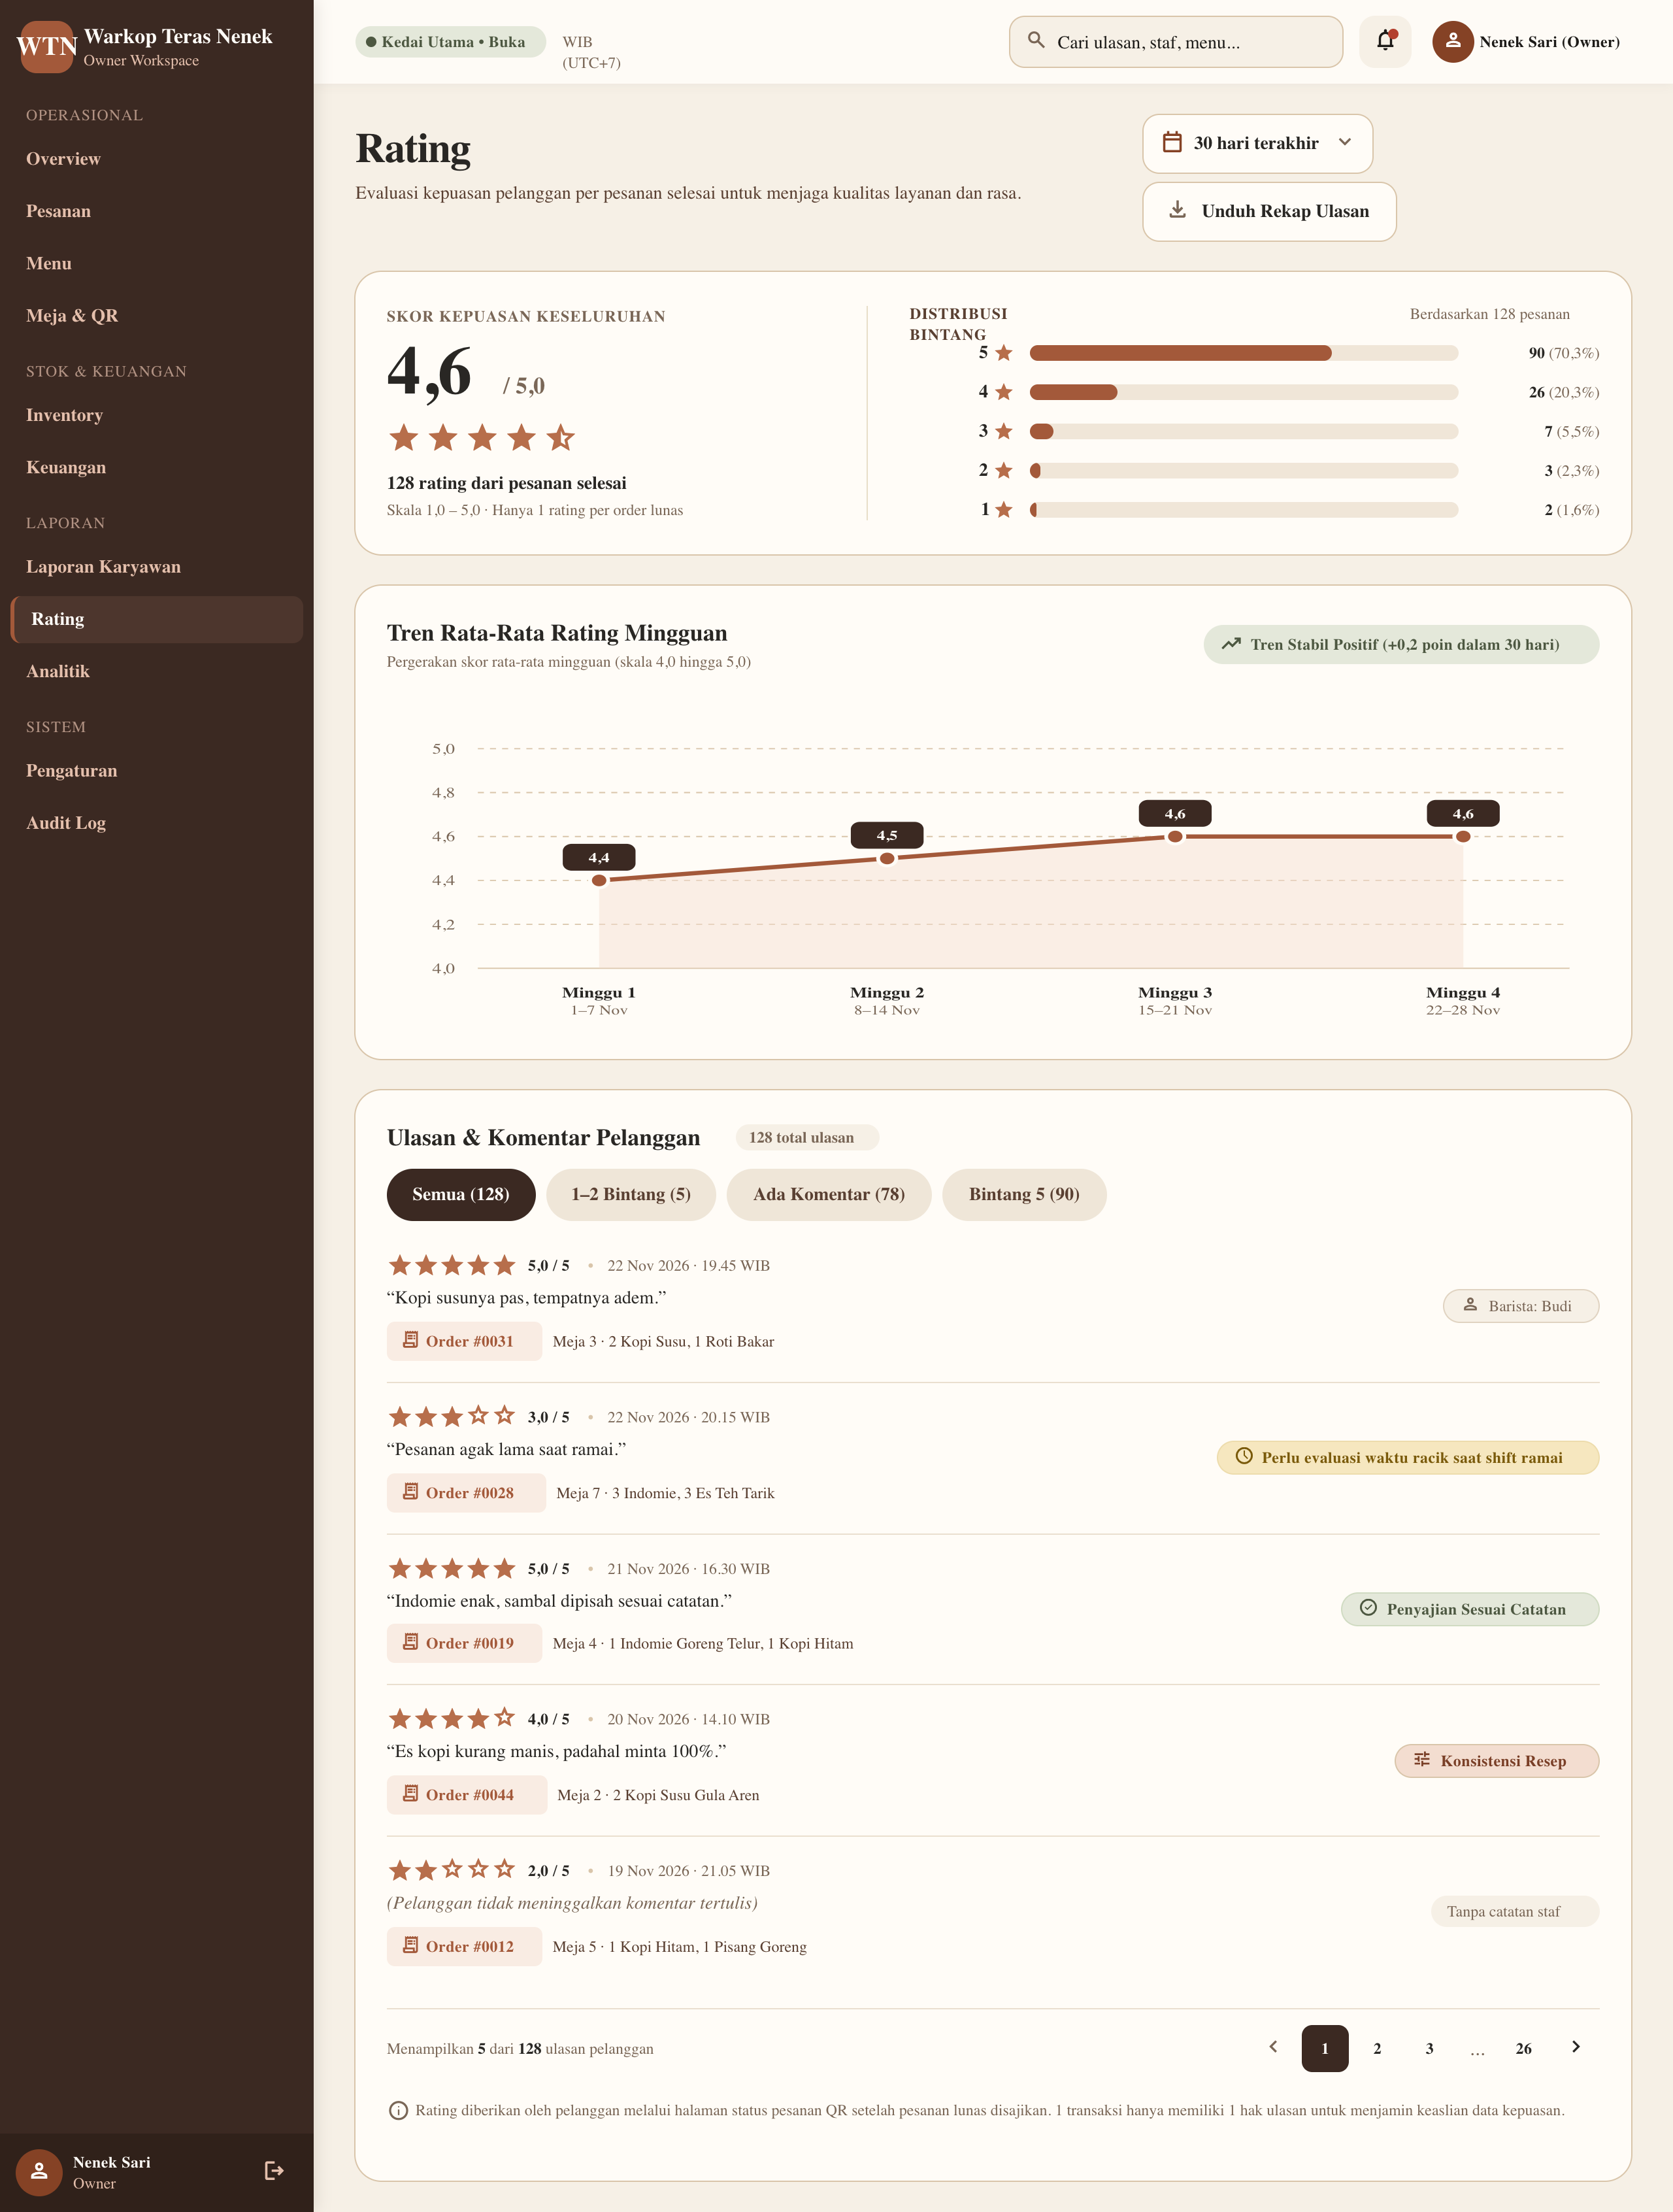 WTN
Warkop Teras Nenek
Owner Workspace
OPERASIONAL
Overview
Pesanan
Menu
Meja & QR
STOK & KEUANGAN
Inventory
Keuangan
LAPORAN
Laporan Karyawan
Rating
Analitik
SISTEM
Pengaturan
Audit Log
Nenek Sari
Owner
Kedai Utama • Buka
WIB
(UTC+7)
Cari ulasan, staf, menu...
Nenek Sari (Owner)
Rating
Evaluasi kepuasan pelanggan per pesanan selesai untuk menjaga kualitas layanan dan rasa.
30 hari terakhir
Unduh Rekap Ulasan
SKOR KEPUASAN KESELURUHAN
4,6 / 5,0
128 rating dari pesanan selesai
Skala 1,0 – 5,0 · Hanya 1 rating per order lunas
DISTRIBUSI
BINTANG
Berdasarkan 128 pesanan
5 90 (70,3%)
4 26 (20,3%)
3 7 (5,5%)
2 3 (2,3%)
1 2 (1,6%)
Tren Rata-Rata Rating Mingguan
Pergerakan skor rata-rata mingguan (skala 4,0 hingga 5,0)
Tren Stabil Positif (+0,2 poin dalam 30 hari)
5,0
4,8
4,6
4,4
4,2
4,0
4,4
4,5
4,6
4,6
Minggu 1
1–7 Nov
Minggu 2
8–14 Nov
Minggu 3
15–21 Nov
Minggu 4
22–28 Nov
Ulasan & Komentar Pelanggan
128 total ulasan
Semua (128)
1–2 Bintang (5)
Ada Komentar (78)
Bintang 5 (90)
5,0 / 5 • 22 Nov 2026 · 19.45 WIB
“Kopi susunya pas, tempatnya adem.”
Order #0031
Meja 3 · 2 Kopi Susu, 1 Roti Bakar
Barista: Budi
3,0 / 5 • 22 Nov 2026 · 20.15 WIB
“Pesanan agak lama saat ramai.”
Order #0028
Meja 7 · 3 Indomie, 3 Es Teh Tarik
Perlu evaluasi waktu racik saat shift ramai
5,0 / 5 • 21 Nov 2026 · 16.30 WIB
“Indomie enak, sambal dipisah sesuai catatan.”
Order #0019
Meja 4 · 1 Indomie Goreng Telur, 1 Kopi Hitam
Penyajian Sesuai Catatan
4,0 / 5 • 20 Nov 2026 · 14.10 WIB
“Es kopi kurang manis, padahal minta 100%.”
Order #0044
Meja 2 · 2 Kopi Susu Gula Aren
Konsistensi Resep
2,0 / 5 • 19 Nov 2026 · 21.05 WIB
(Pelanggan tidak meninggalkan komentar tertulis)
Order #0012
Meja 5 · 1 Kopi Hitam, 1 Pisang Goreng
Tanpa catatan staf
Menampilkan 5 dari 128 ulasan pelanggan
1 2 3 ... 26
Rating diberikan oleh pelanggan melalui halaman status pesanan QR setelah pesanan lunas disajikan. 1 transaksi hanya memiliki 1 hak ulasan untuk menjamin keaslian data kepuasan.